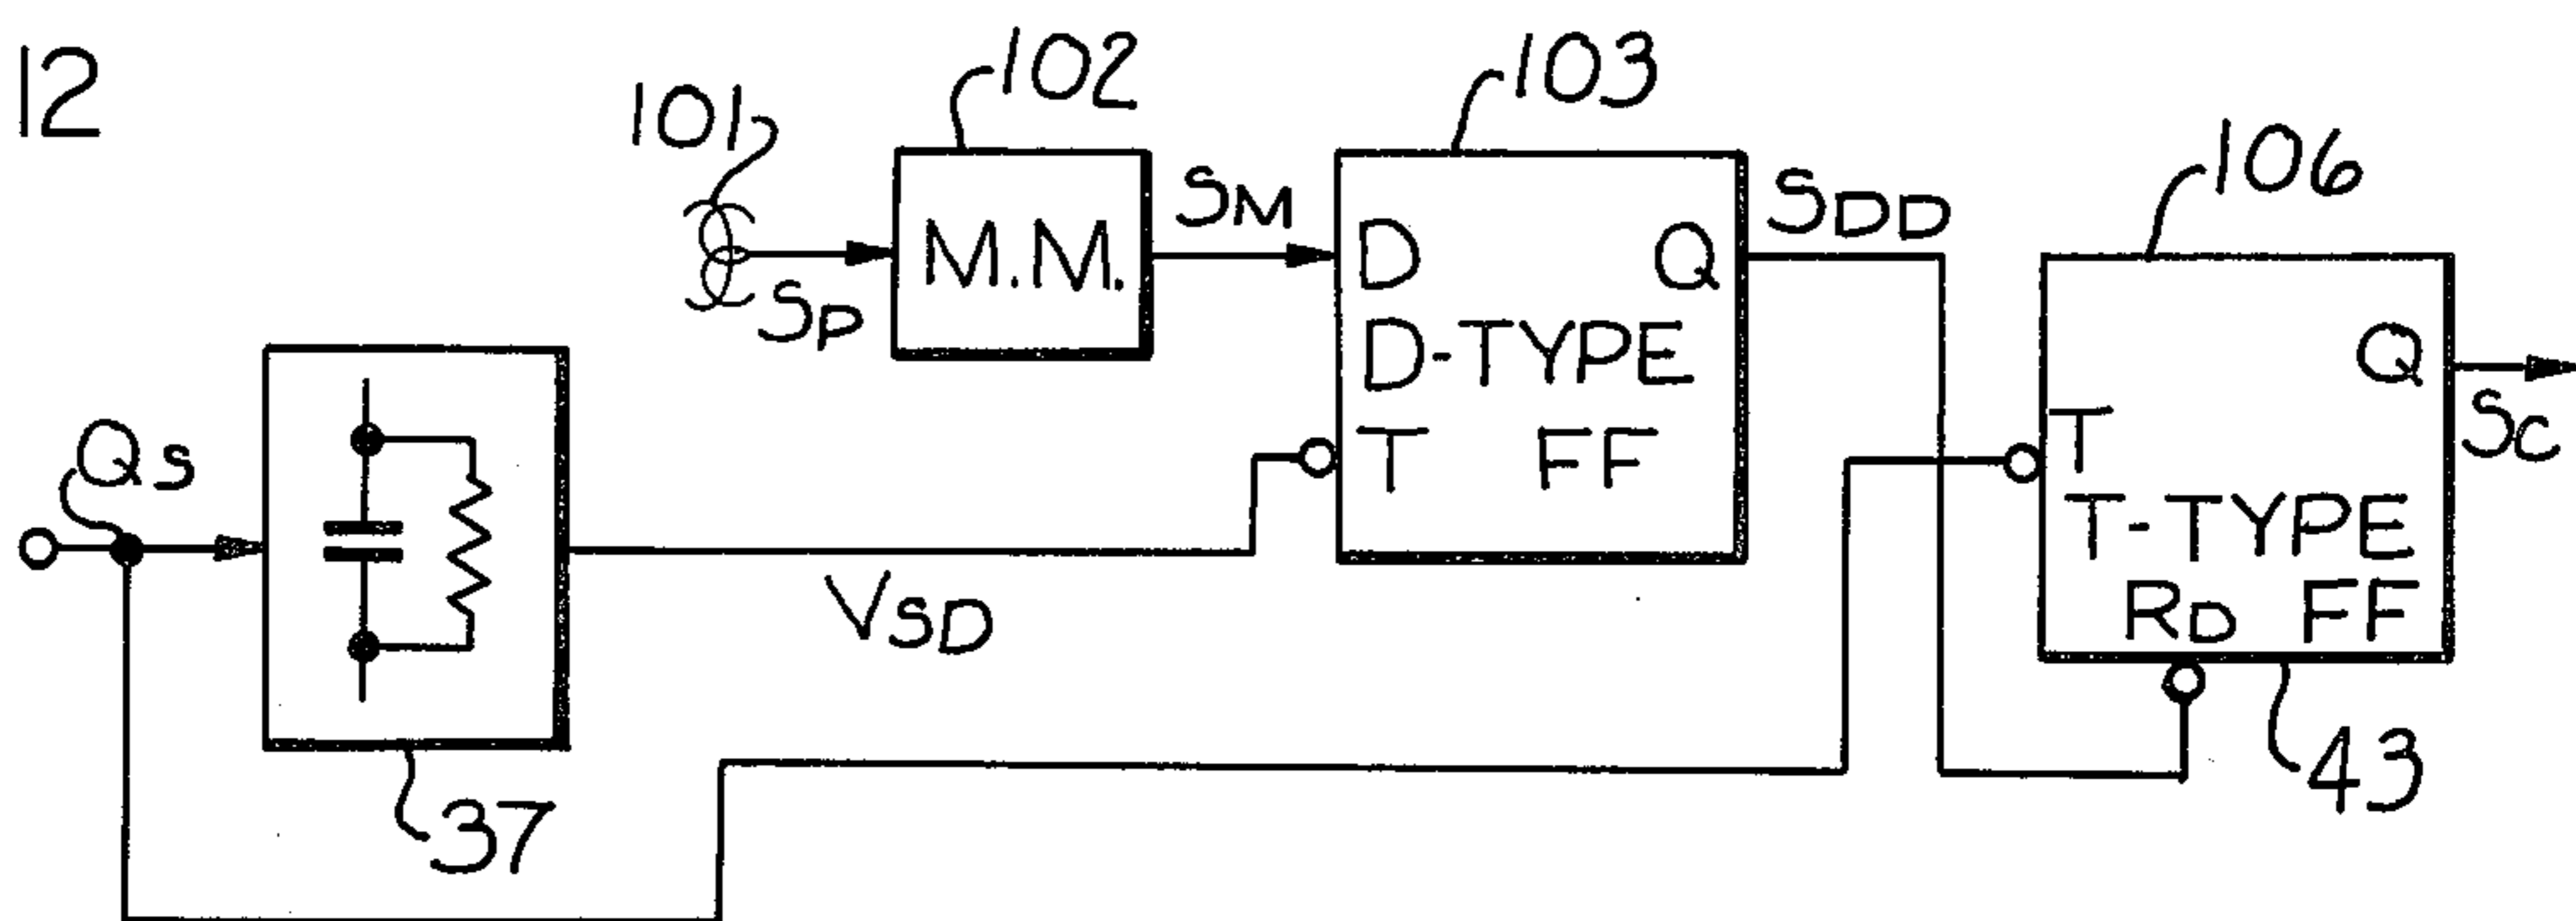 12
101
102
103
106
M.M.
SP
SM
D Q
D-TYPE
T FF
SDD
Q
T
T-TYPE
RD FF
SC
QS
VSD
37
43